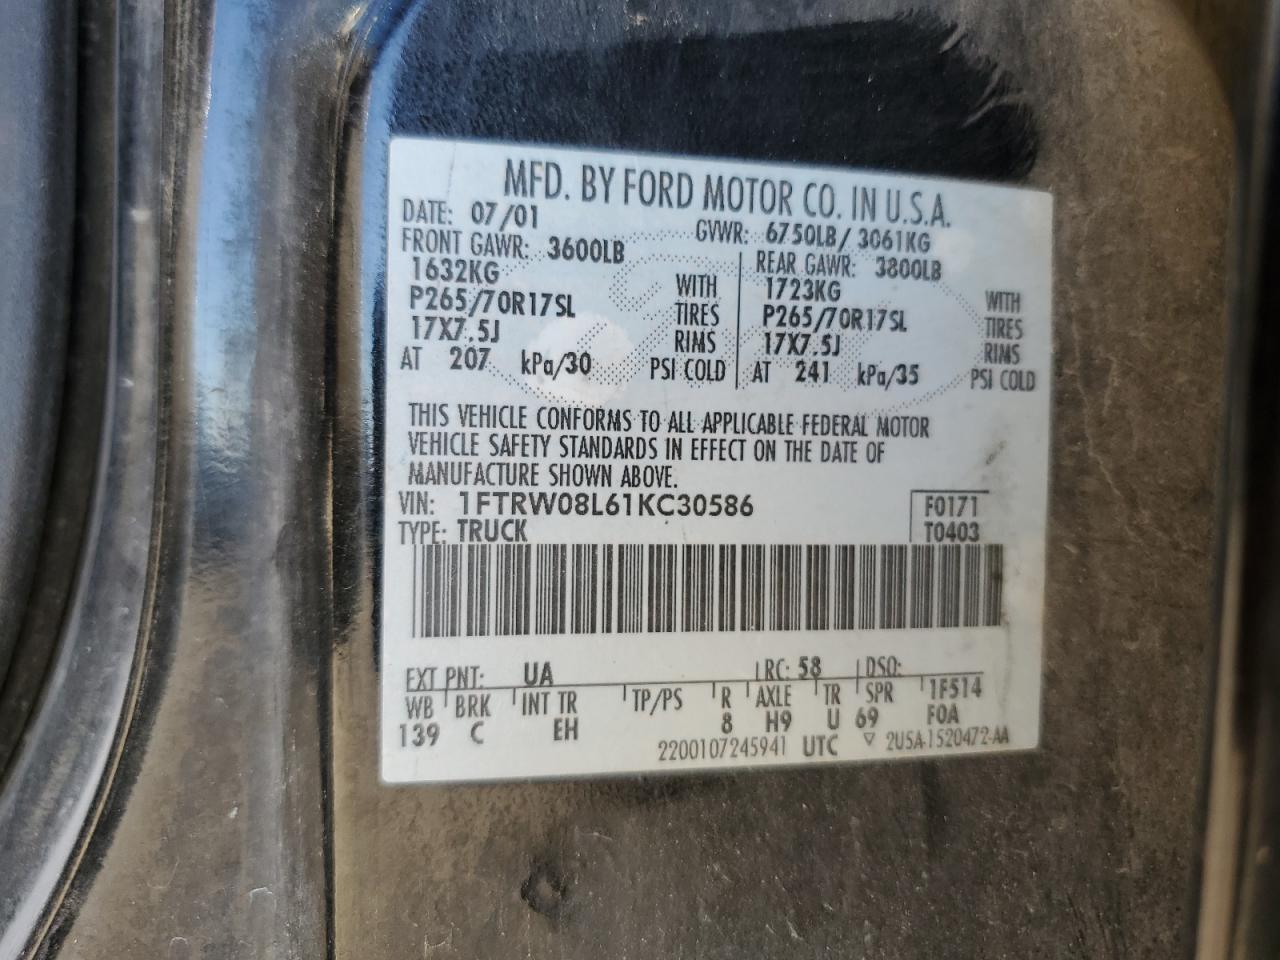 MFD. BY FORD MOTOR CO. IN U.S.A.
DATE: 07/01 GVWR: 6750LB/ 3061KG
FRONT GAWR: 3600LB REAR GAWR: 3800LB
1632KG WITH 1723KG WITH
P265/70R17SL TIRES P265/70R17SL TIRES
17X7.5J RIMS 17X7.5J RIMS
AT 207 kPa/30 PSI COLD AT 241 kPa/35 PSI COLD
THIS VEHICLE CONFORMS TO ALL APPLICABLE FEDERAL MOTOR
VEHICLE SAFETY STANDARDS IN EFFECT ON THE DATE OF
MANUFACTURE SHOWN ABOVE.
VIN: 1FTRW08L61KC30586 F0171
TYPE: TRUCK T0403
EXT PNT: UA RC: 58 DSO:
WB BRK INT TR TP/PS R AXLE TR SPR 1F514
139 C EH 8 H9 U 69 F0A
2200107245941 UTC ▽ 2U5A-1520472-AA